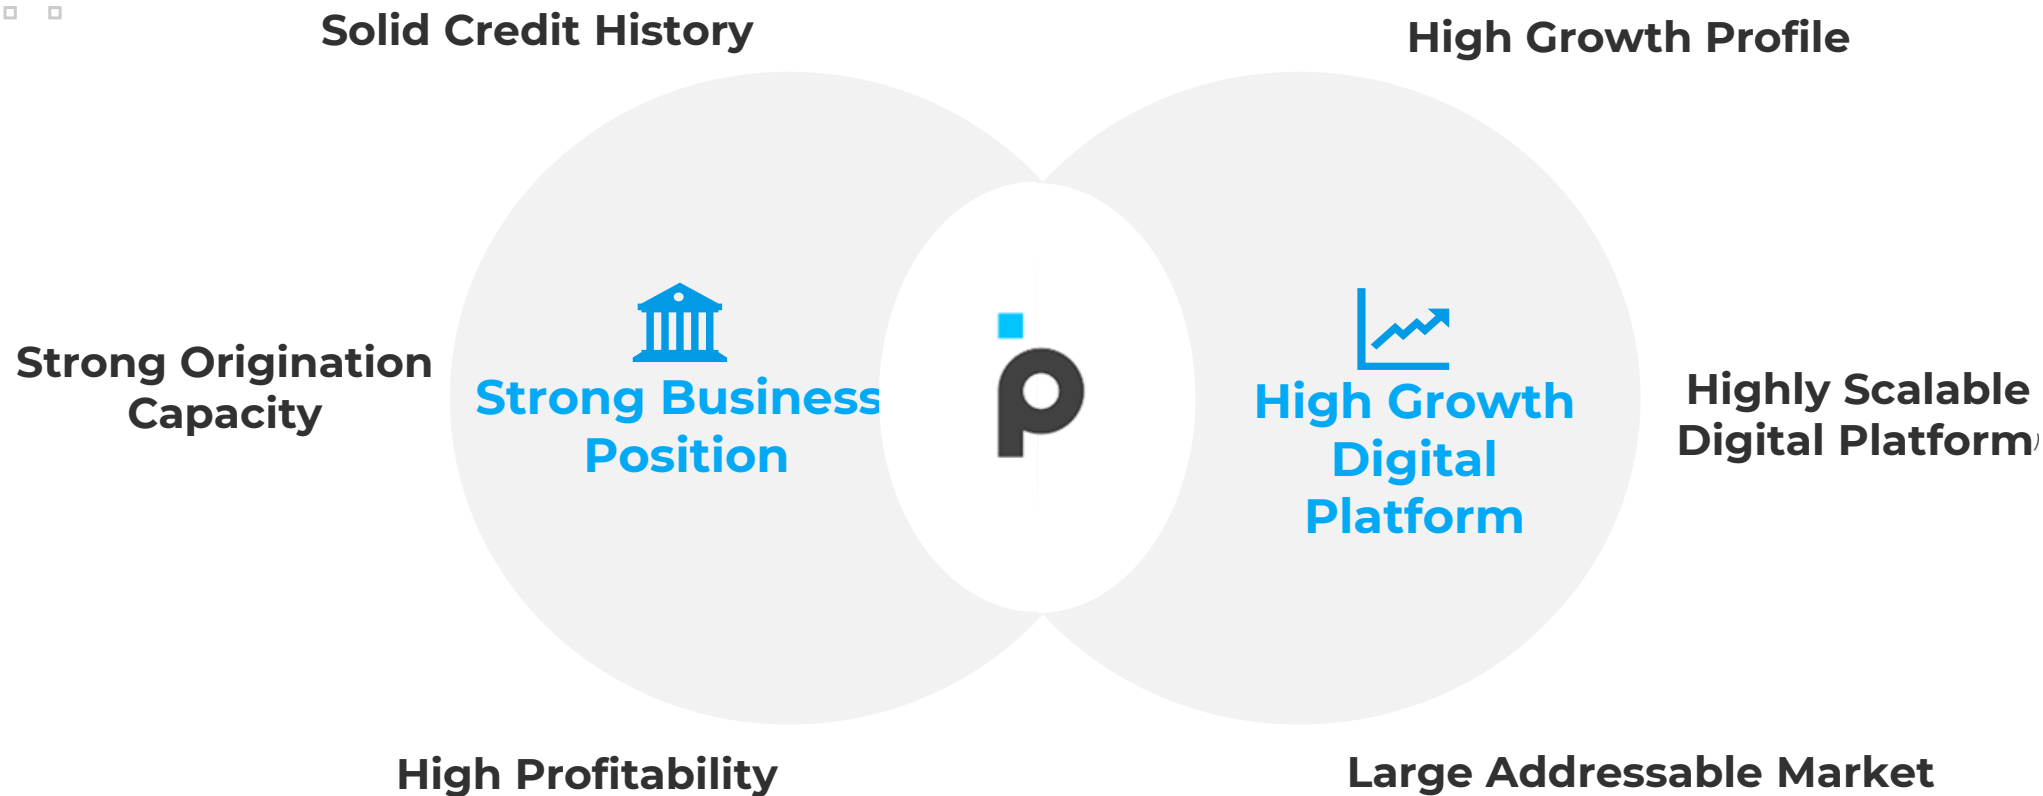 Solid Credit History
High Growth Profile
Strong Origination
Capacity
Strong Business
Position
High Growth
Digital
Platform
Highly Scalable
Digital Platform
High Profitability
Large Addressable Market